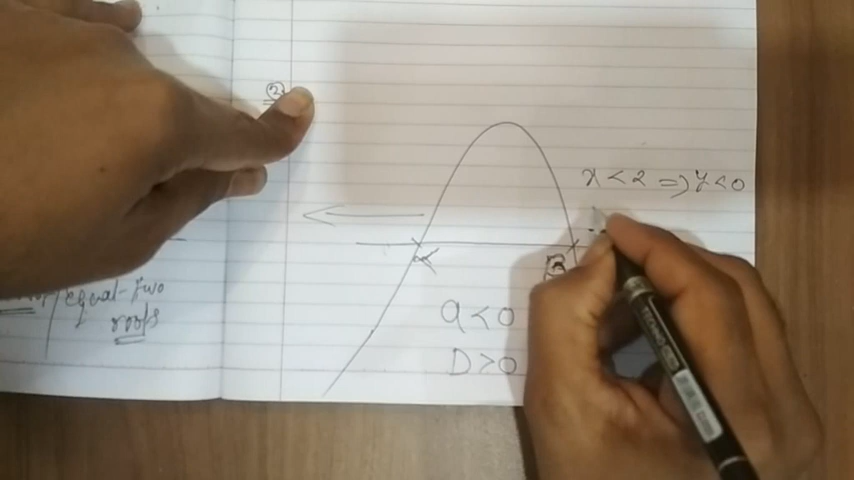 ②
x < 2 ⇒ y < 0
α
β
a < 0
D > 0
/ equal-two
roots